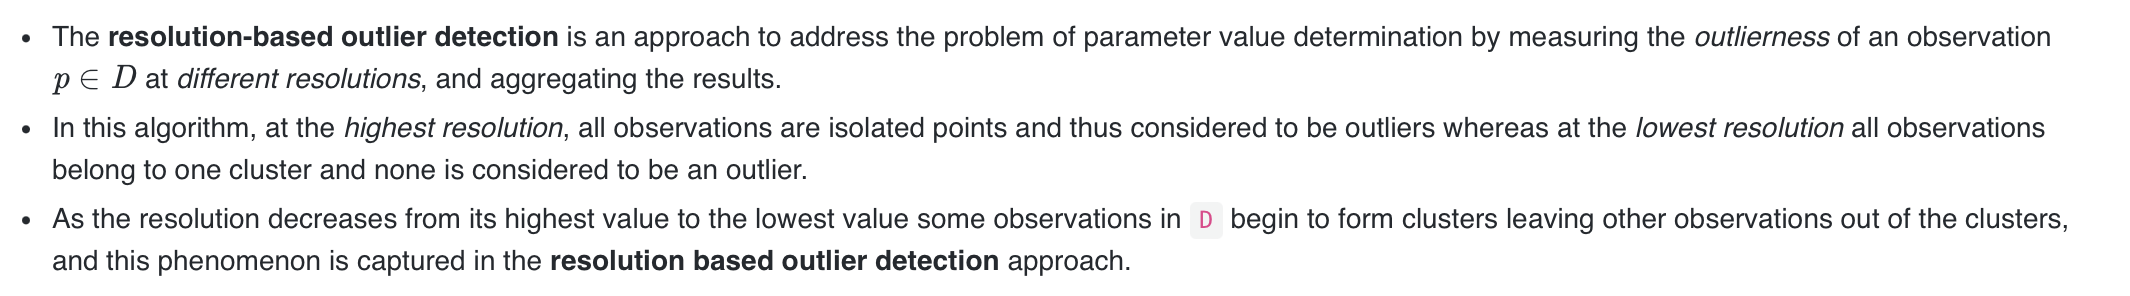 • The resolution-based outlier detection is an approach to address the problem of parameter value determination by measuring the outlierness of an observation
p ∈ D at different resolutions, and aggregating the results.
• In this algorithm, at the highest resolution, all observations are isolated points and thus considered to be outliers whereas at the lowest resolution all observations
belong to one cluster and none is considered to be an outlier.
• As the resolution decreases from its highest value to the lowest value some observations in D begin to form clusters leaving other observations out of the clusters,
and this phenomenon is captured in the resolution based outlier detection approach.